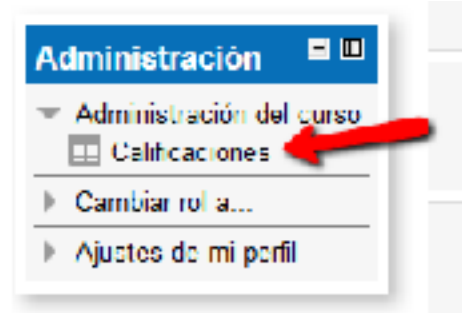 Administración
Administración del curso
Calificaciones
Cambiar rol a...
Ajustes de mi perfil